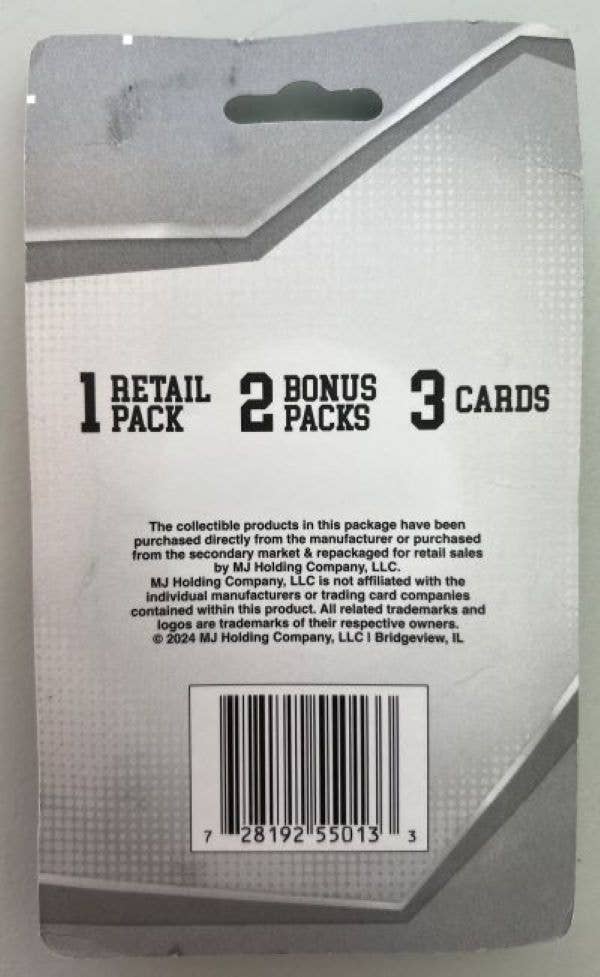 1 RETAIL PACK 2 BONUS PACKS 3 CARDS
The collectible products in this package have been
purchased directly from the manufacturer or purchased
from the secondary market & repackaged for retail sales
by MJ Holding Company, LLC.
MJ Holding Company, LLC is not affiliated with the
individual manufacturers or trading card companies
contained within this product. All related trademarks and
logos are trademarks of their respective owners.
© 2024 MJ Holding Company, LLC | Bridgeview, IL
7 28192 55013 3